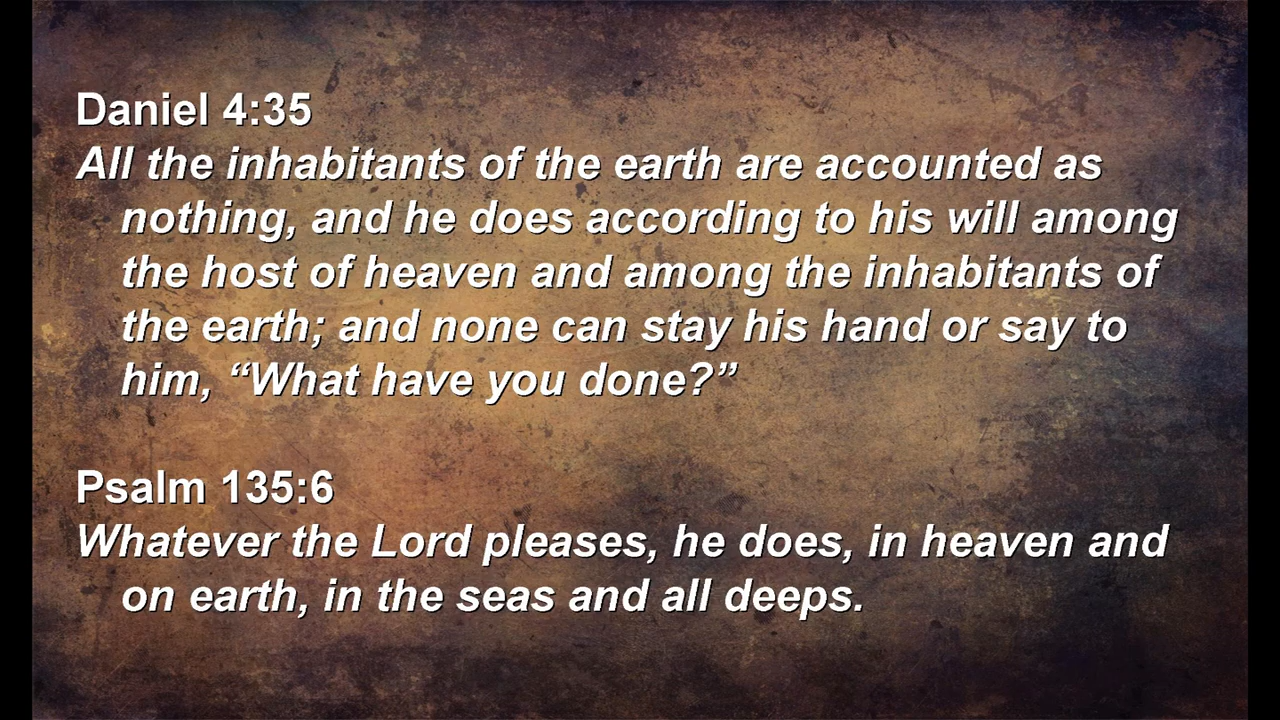 Daniel 4:35
All the inhabitants of the earth are accounted as
nothing, and he does according to his will among
the host of heaven and among the inhabitants of
the earth; and none can stay his hand or say to
him, “What have you done?”
Psalm 135:6
Whatever the Lord pleases, he does, in heaven and
on earth, in the seas and all deeps.